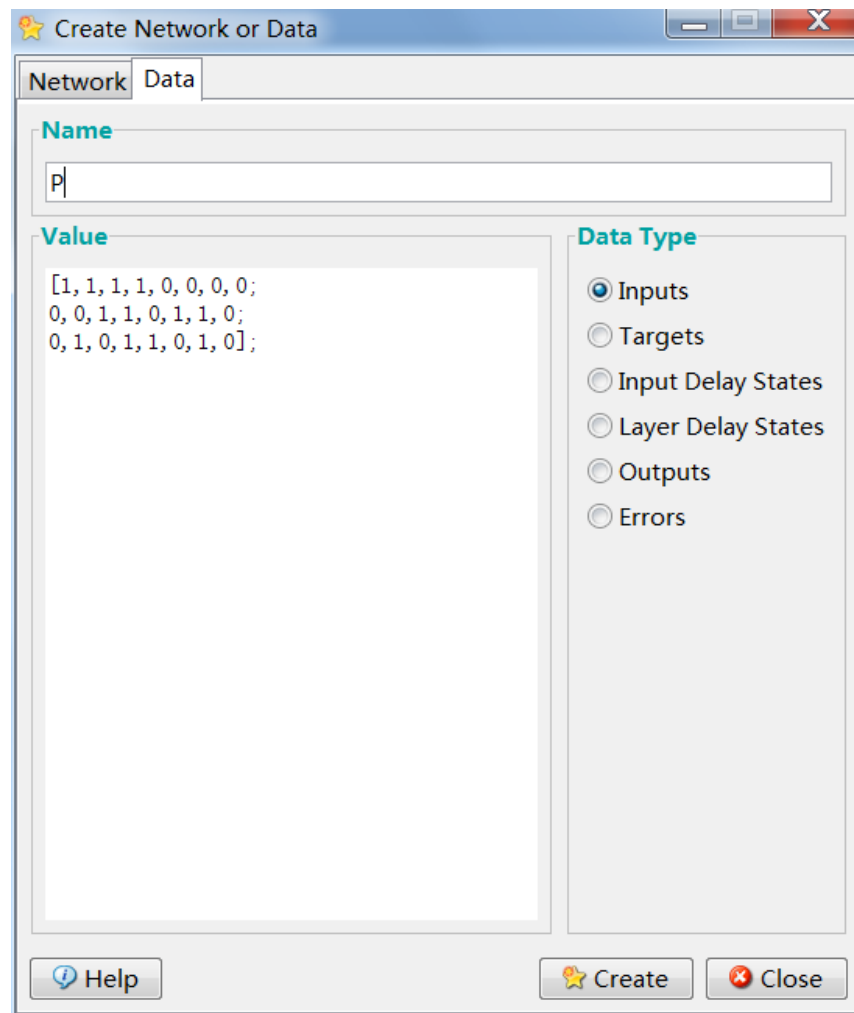 Create Network or Data
Network Data
Name
P
Value
[1,1,1,1,0,0,0,0;
0,0,1,1,0,1,1,0;
0,1,0,1,1,0,1,0];
Data Type
Inputs
Targets
Input Delay States
Layer Delay States
Outputs
Errors
Help
Create
Close